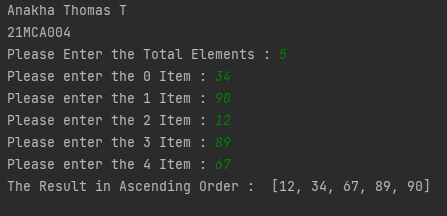 Anakha Thomas T
21MCA004
Please Enter the Total Elements : 5
Please enter the 0 Item : 34
Please enter the 1 Item : 90
Please enter the 2 Item : 12
Please enter the 3 Item : 89
Please enter the 4 Item : 67
The Result in Ascending Order :  [12, 34, 67, 89, 90]